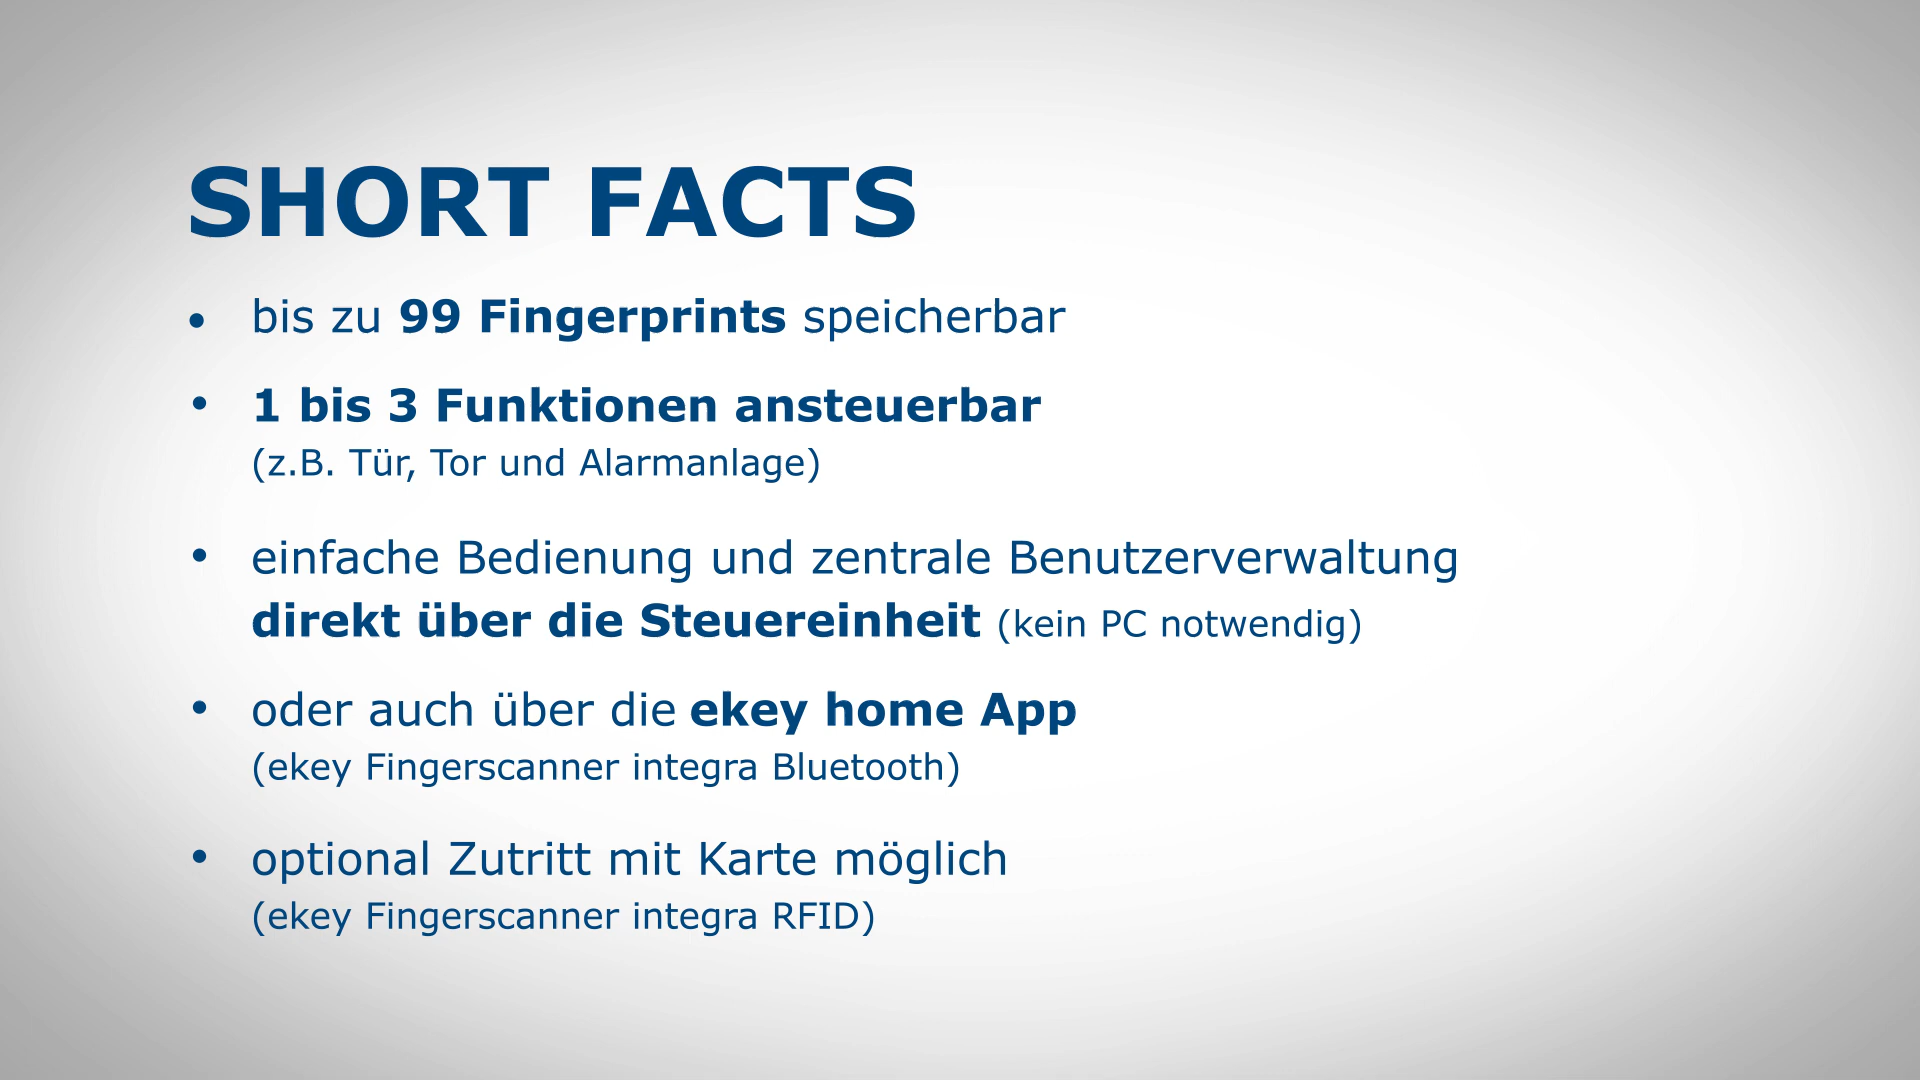 SHORT FACTS
• bis zu 99 Fingerprints speicherbar
• 1 bis 3 Funktionen ansteuerbar
(z.B. Tür, Tor und Alarmanlage)
• einfache Bedienung und zentrale Benutzerverwaltung
direkt über die Steuereinheit (kein PC notwendig)
• oder auch über die ekey home App
(ekey Fingerscanner integra Bluetooth)
• optional Zutritt mit Karte möglich
(ekey Fingerscanner integra RFID)